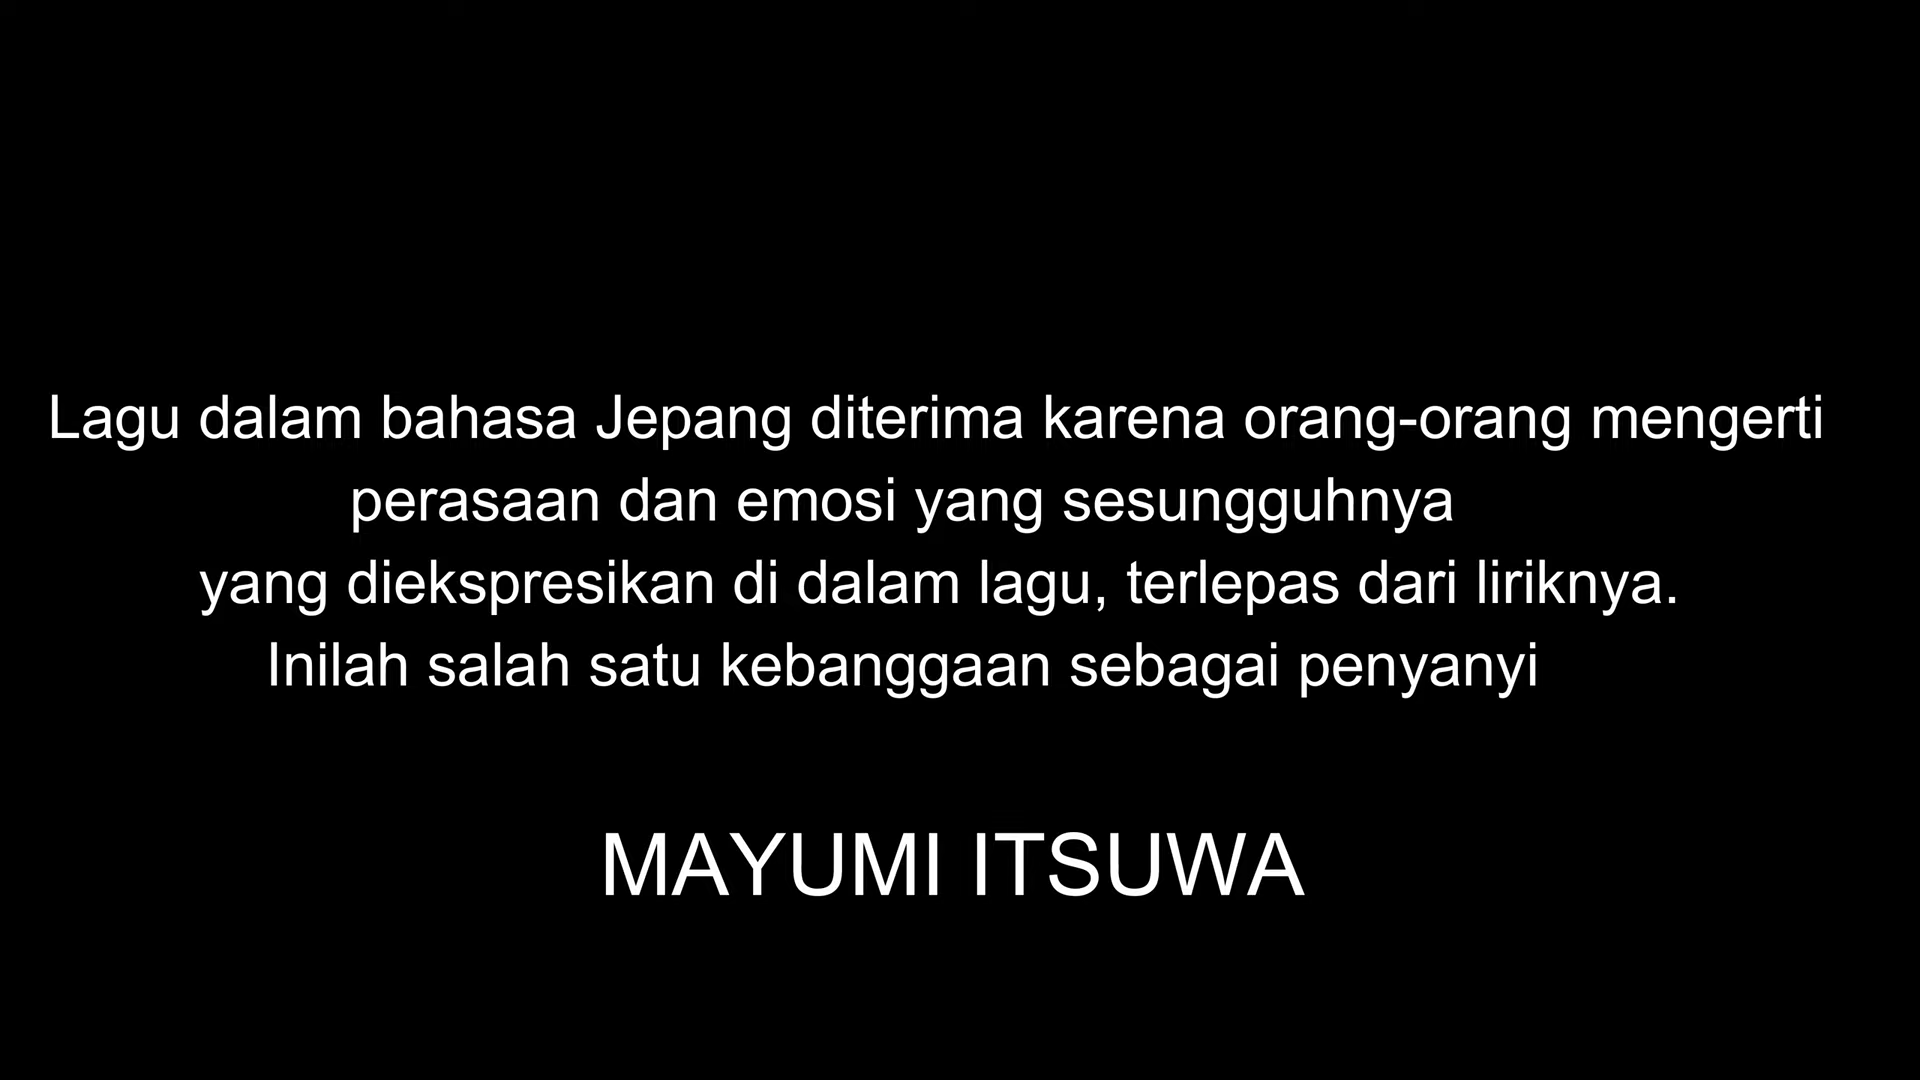 Lagu dalam bahasa Jepang diterima karena orang-orang mengerti
perasaan dan emosi yang sesungguhnya
yang diekspresikan di dalam lagu, terlepas dari liriknya.
Inilah salah satu kebanggaan sebagai penyanyi
MAYUMI ITSUWA